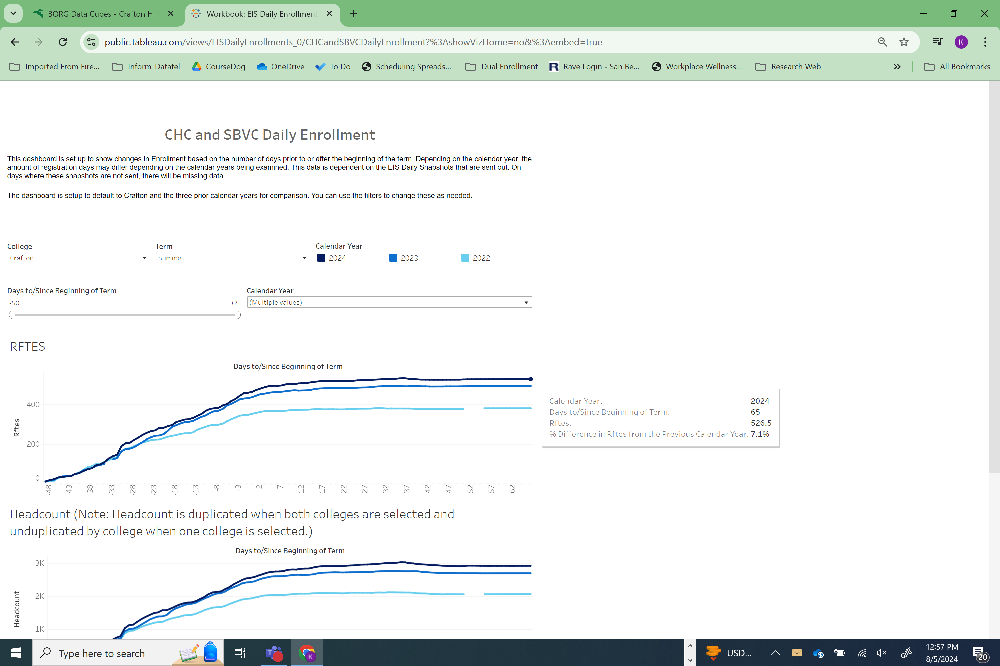 BORG Data Cubes - Crafton Hill
Workbook: EIS Daily Enrollment
public.tableau.com/views/EISDailyEnrollments_0/CHCandSBVCDailyEnrollment?%3AshowVizHome=no&%3Aembed=true
K
Imported From Fire...
Inform_Datatel
CourseDog
OneDrive
To Do
Scheduling Spreads...
Dual Enrollment
R
Rave Login - San Be...
Workplace Wellness...
Research Web
All Bookmarks
CHC and SBVC Daily Enrollment
This dashboard is set up to show changes in Enrollment based on the number of days prior to or after the beginning of the term. Depending on the calendar year, the
amount of registration days may differ depending on the calendar years being examined. This data is dependent on the EIS Daily Snapshots that are sent out. On
days where these snapshots are not sent, there will be missing data.
The dashboard is setup to default to Crafton and the three prior calendar years for comparison. You can use the filters to change these as needed.
College
Term
Calendar Year
Crafton
Summer
2024
2023
2022
Days to/Since Beginning of Term
Calendar Year
-50
65
(Multiple values)
RFTES
Days to/Since Beginning of Term
400
200
0
Rftes
-48
-43
-38
-33
-28
-23
-18
-13
-8
-3
2
7
12
17
22
27
32
37
42
47
52
57
62
Calendar Year: 2024
Days to/Since Beginning of Term: 65
Rftes: 526.5
% Difference in Rftes from the Previous Calendar Year: 7.1%
Headcount (Note: Headcount is duplicated when both colleges are selected and
unduplicated by college when one college is selected.)
Days to/Since Beginning of Term
3K
2K
1K
Headcount
Type here to search
T
K
USD...
12:57 PM
8/5/2024
20